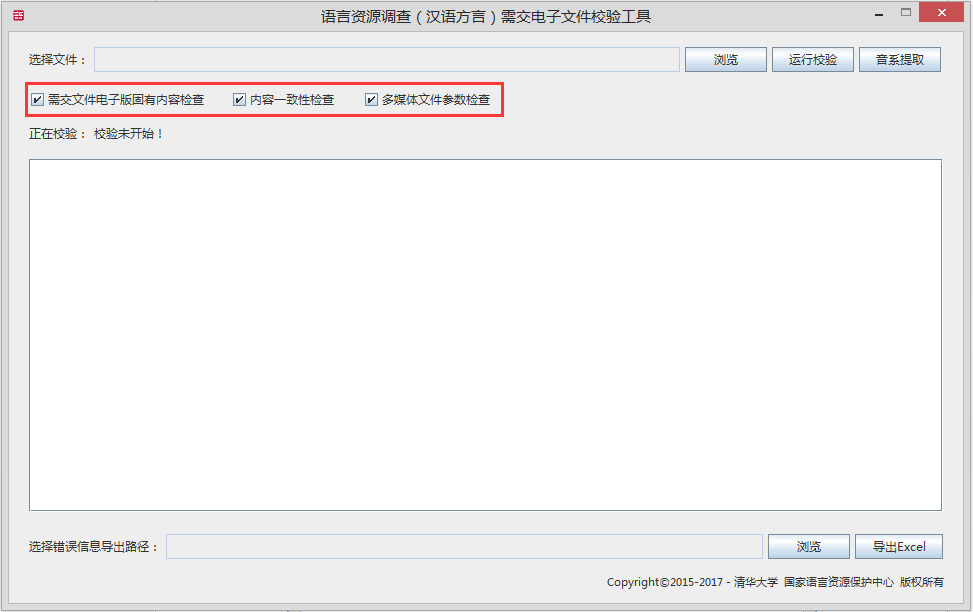 语言资源调查（汉语方言）需交电子文件校验工具
选择文件： 浏览 运行校验 音系提取
需交文件电子版固有内容检查 内容一致性检查 多媒体文件参数检查
正在校验： 校验未开始！
选择错误信息导出路径： 浏览 导出Excel
Copyright©2015-2017 - 清华大学 国家语言资源保护中心 版权所有